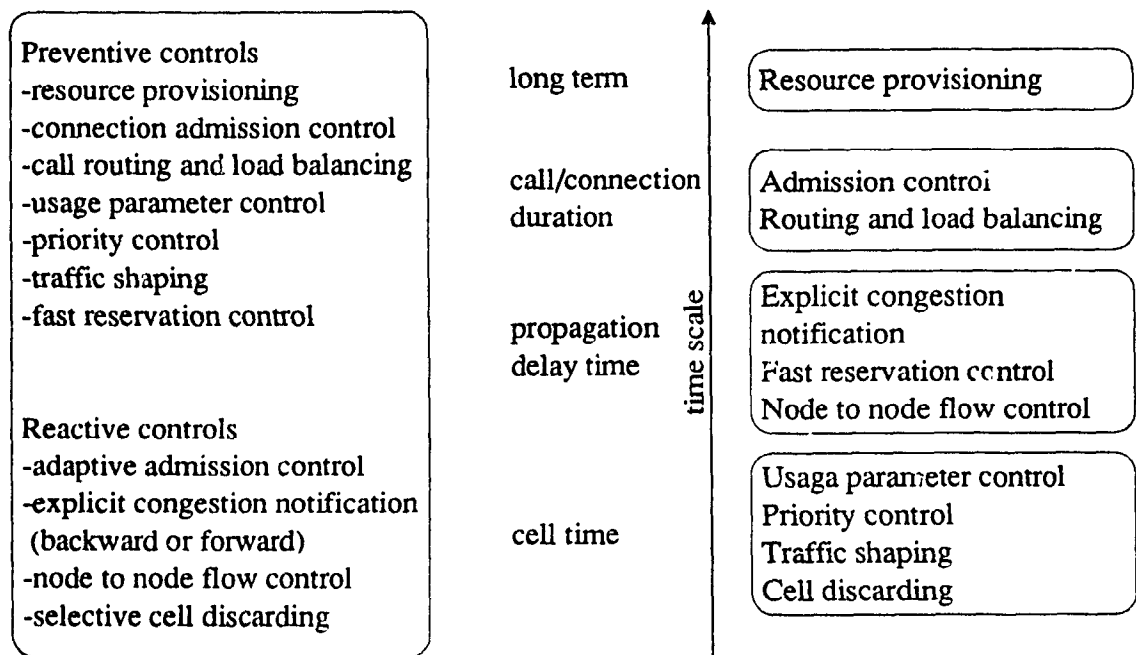 Preventive controls
-resource provisioning
-connection admission control
-call routing and load balancing
-usage parameter control
-priority control
-traffic shaping
-fast reservation control
Reactive controls
-adaptive admission control
-explicit congestion notification
(backward or forward)
-node to node flow control
-selective cell discarding
long term
call/connection
duration
propagation
delay time
cell time
time scale
Resource provisioning
Admission control
Routing and load balancing
Explicit congestion
notification
Fast reservation control
Node to node flow control
Usaga parameter control
Priority control
Traffic shaping
Cell discarding